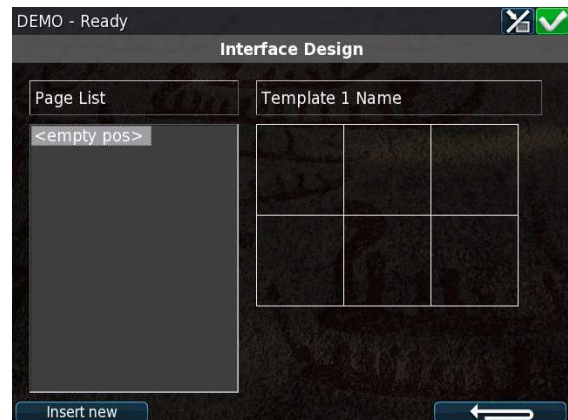 DEMO - Ready
Interface Design
Page List
Template 1 Name
<empty pos>
Insert new